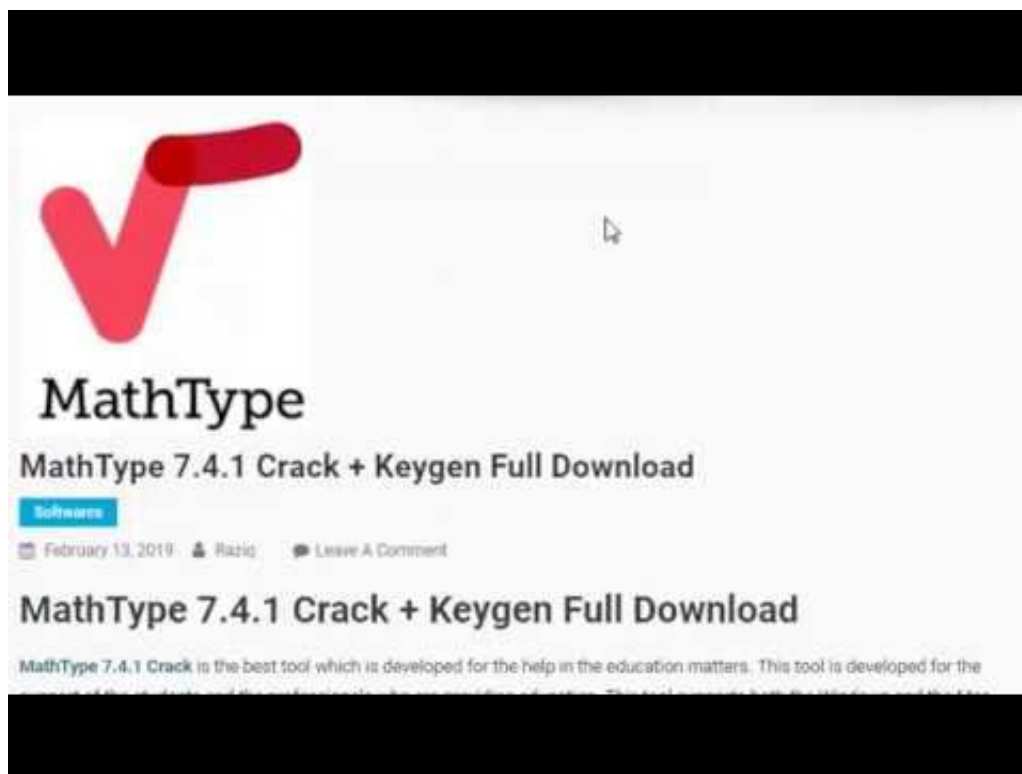 MathType
MathType 7.4.1 Crack + Keygen Full Download
Softwares
February 13, 2019 Raziq Leave A Comment
MathType 7.4.1 Crack + Keygen Full Download
MathType 7.4.1 Crack is the best tool which is developed for the help in the education matters. This tool is developed for the